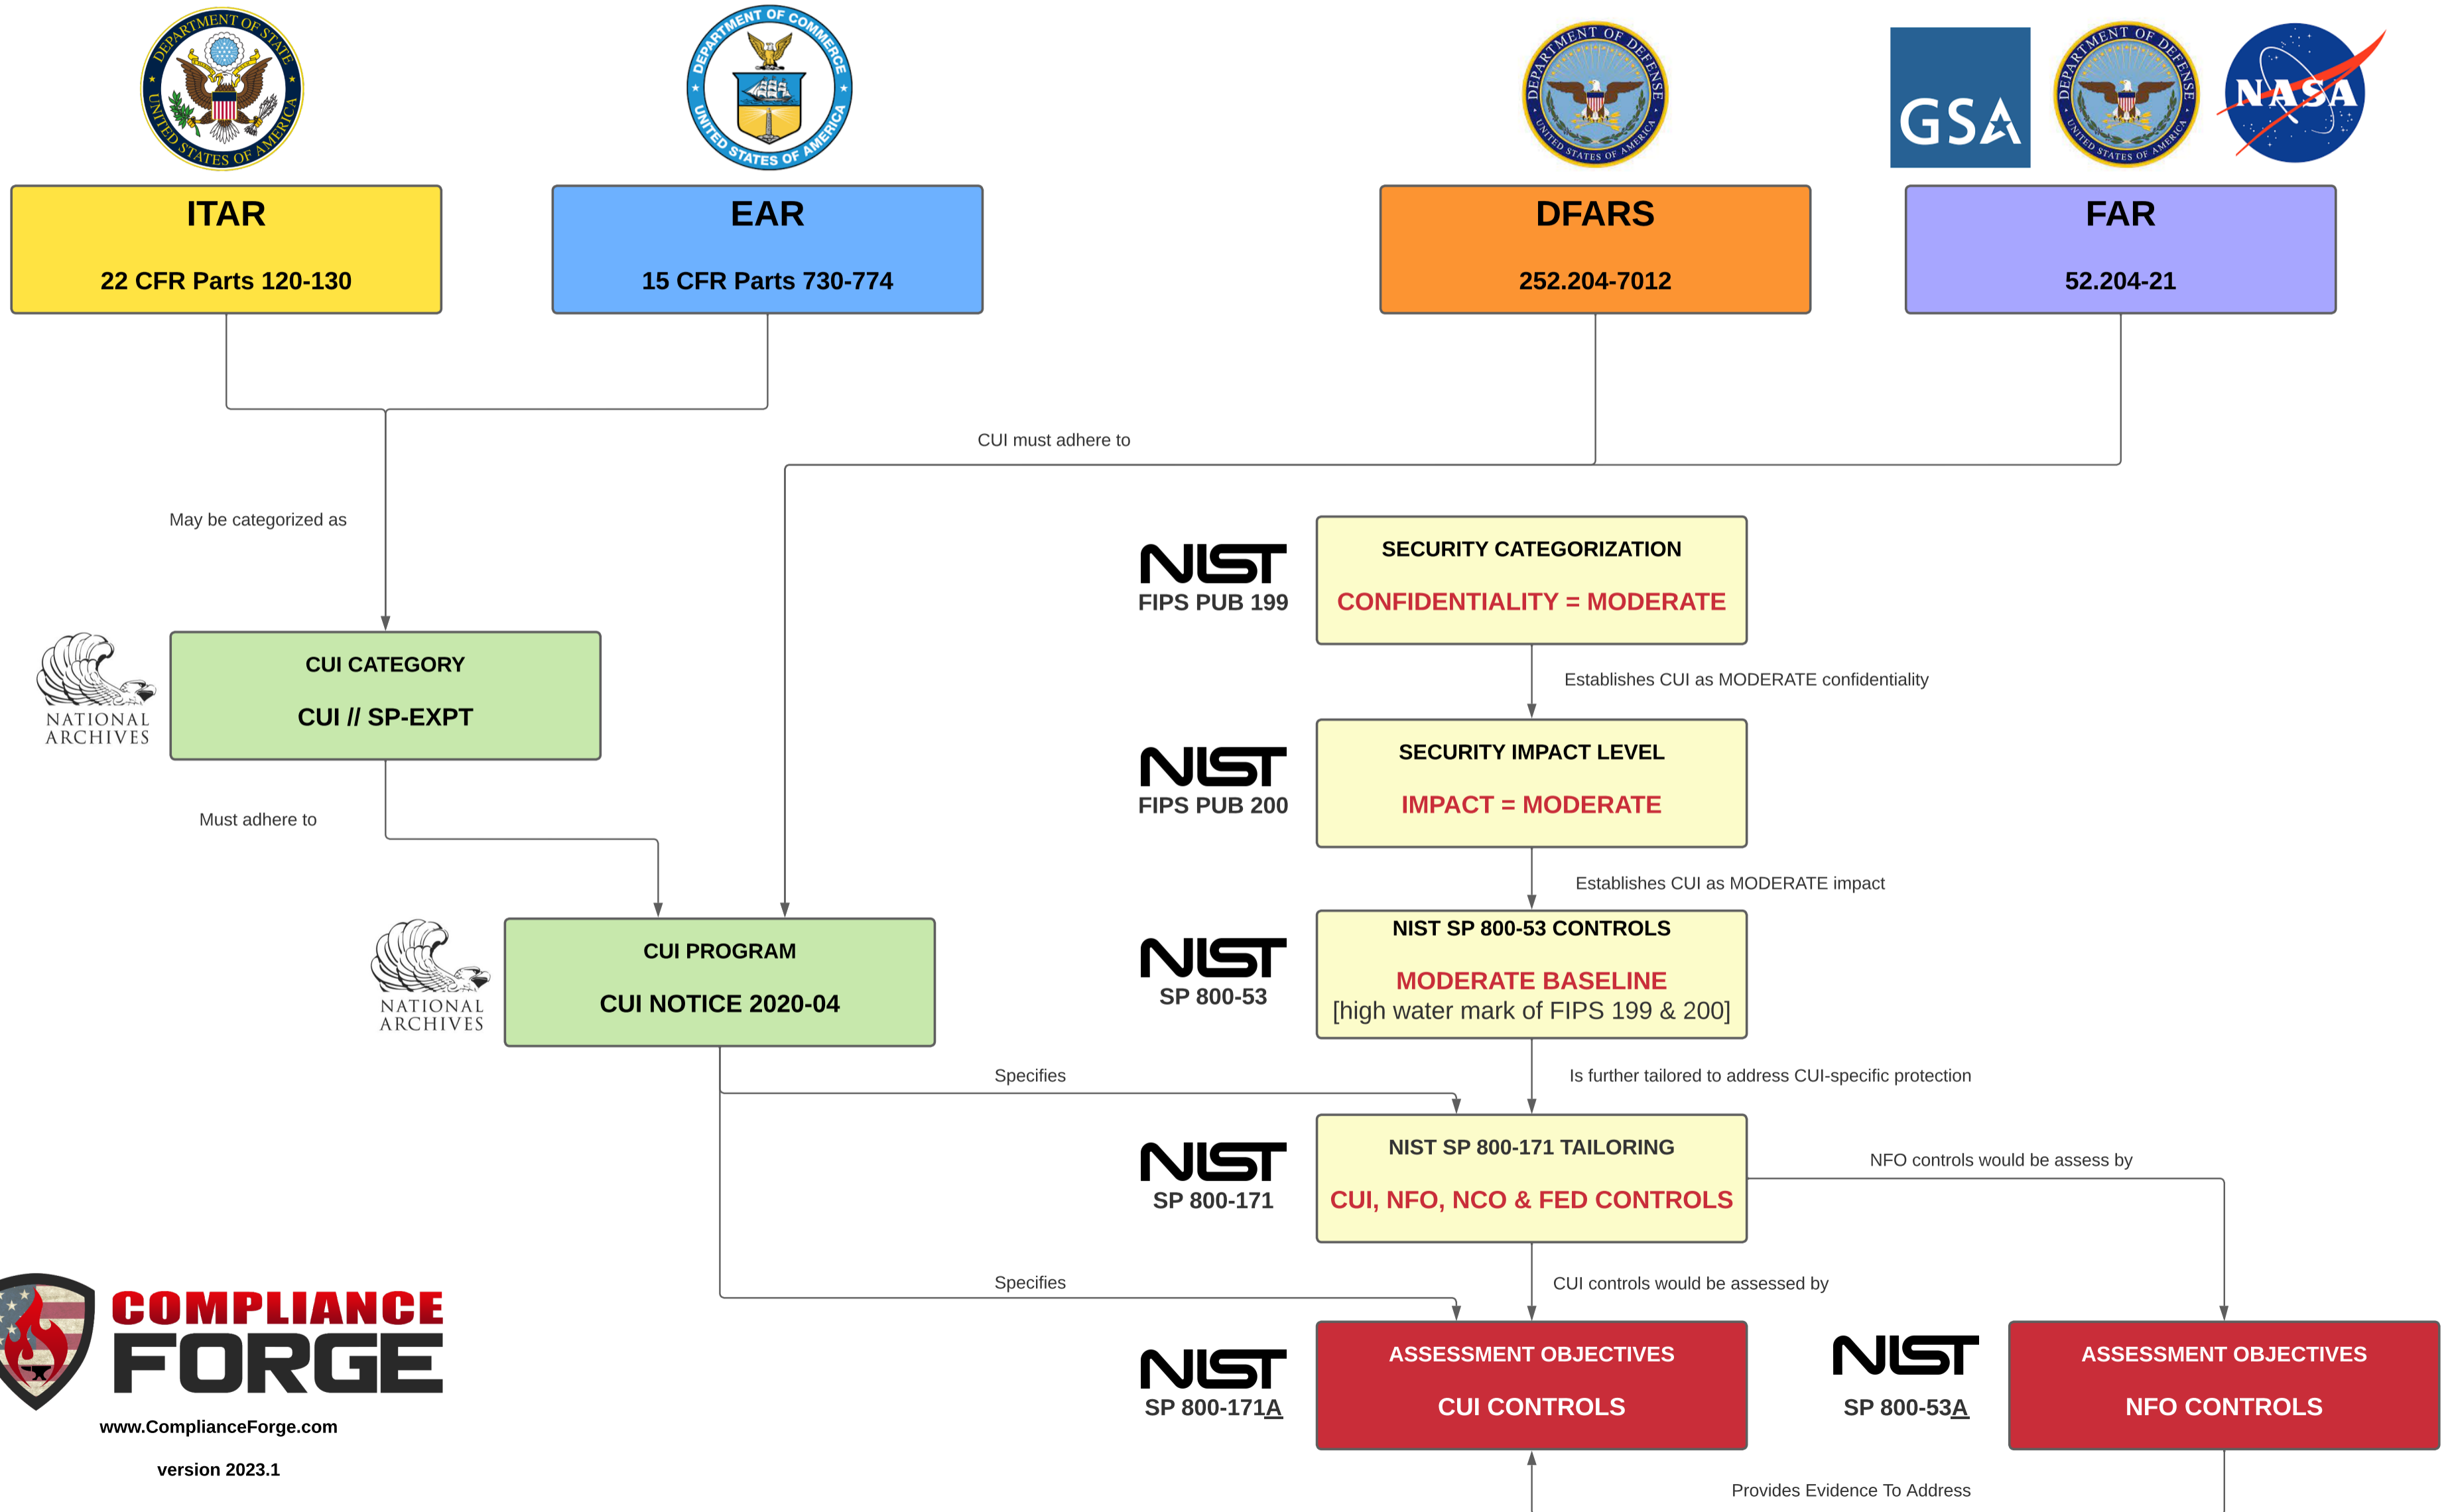 DEPARTMENT OF STATE
UNITED STATES OF AMERICA
DEPARTMENT OF COMMERCE
UNITED STATES OF AMERICA
DEPARTMENT OF DEFENSE
UNITED STATES OF AMERICA
GSA
DEPARTMENT OF DEFENSE
UNITED STATES OF AMERICA
NASA
ITAR
22 CFR Parts 120-130
EAR
15 CFR Parts 730-774
DFARS
252.204-7012
FAR
52.204-21
CUI must adhere to
May be categorized as
NIST
FIPS PUB 199
SECURITY CATEGORIZATION
CONFIDENTIALITY = MODERATE
NATIONAL
ARCHIVES
CUI CATEGORY
CUI // SP-EXPT
Establishes CUI as MODERATE confidentiality
NIST
FIPS PUB 200
SECURITY IMPACT LEVEL
IMPACT = MODERATE
Must adhere to
Establishes CUI as MODERATE impact
NATIONAL
ARCHIVES
CUI PROGRAM
CUI NOTICE 2020-04
NIST
SP 800-53
NIST SP 800-53 CONTROLS
MODERATE BASELINE
[high water mark of FIPS 199 & 200]
Specifies
Is further tailored to address CUI-specific protection
NIST
SP 800-171
NIST SP 800-171 TAILORING
CUI, NFO, NCO & FED CONTROLS
NFO controls would be assess by
Specifies
CUI controls would be assessed by
COMPLIANCE
FORGE
www.ComplianceForge.com
version 2023.1
NIST
SP 800-171A
ASSESSMENT OBJECTIVES
CUI CONTROLS
NIST
SP 800-53A
ASSESSMENT OBJECTIVES
NFO CONTROLS
Provides Evidence To Address